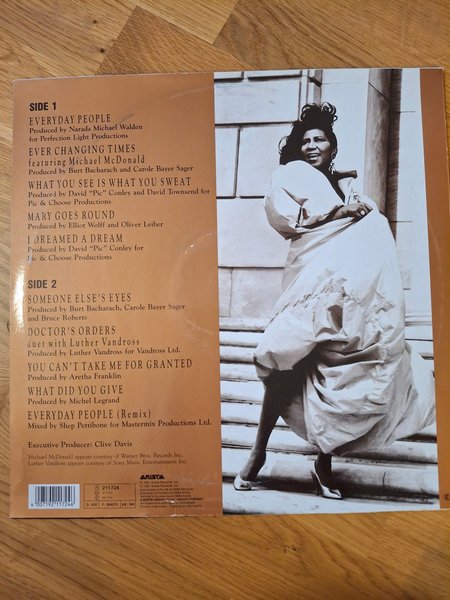 SIDE 1
EVERYDAY PEOPLE
Produced by Narada Michael Walden
for Perfection Light Productions
EVER CHANGING TIMES
featuring Michael McDonald
Produced by Burt Bacharach and Carole Bayer Sager
WHAT YOU SEE IS WHAT YOU SWEAT
Produced by David "Pic" Conley and David Townsend for
Pic & Choose Productions
MARY GOES ROUND
Produced by Elliot Wolff and Oliver Leiber
I DREAMED A DREAM
Produced by David "Pic" Conley for
Pic & Choose Productions
SIDE 2
SOMEONE ELSE'S EYES
Produced by Burt Bacharach, Carole Bayer Sager
and Bruce Roberts
DOCTOR'S ORDERS
duet with Luther Vandross
Produced by Luther Vandross for Vandross Ltd.
YOU CAN'T TAKE ME FOR GRANTED
Produced by Aretha Franklin
WHAT DID YOU GIVE
Produced by Michel Legrand
EVERYDAY PEOPLE (Remix)
Mixed by Shep Pettibone for Mastermix Productions Ltd.
Executive Producer: Clive Davis
Michael McDonald appears courtesy of Warner Bros. Records Inc.
Luther Vandross appears courtesy of Sony Music Entertainment Inc.
4 007192 117246
211724
ARISTA